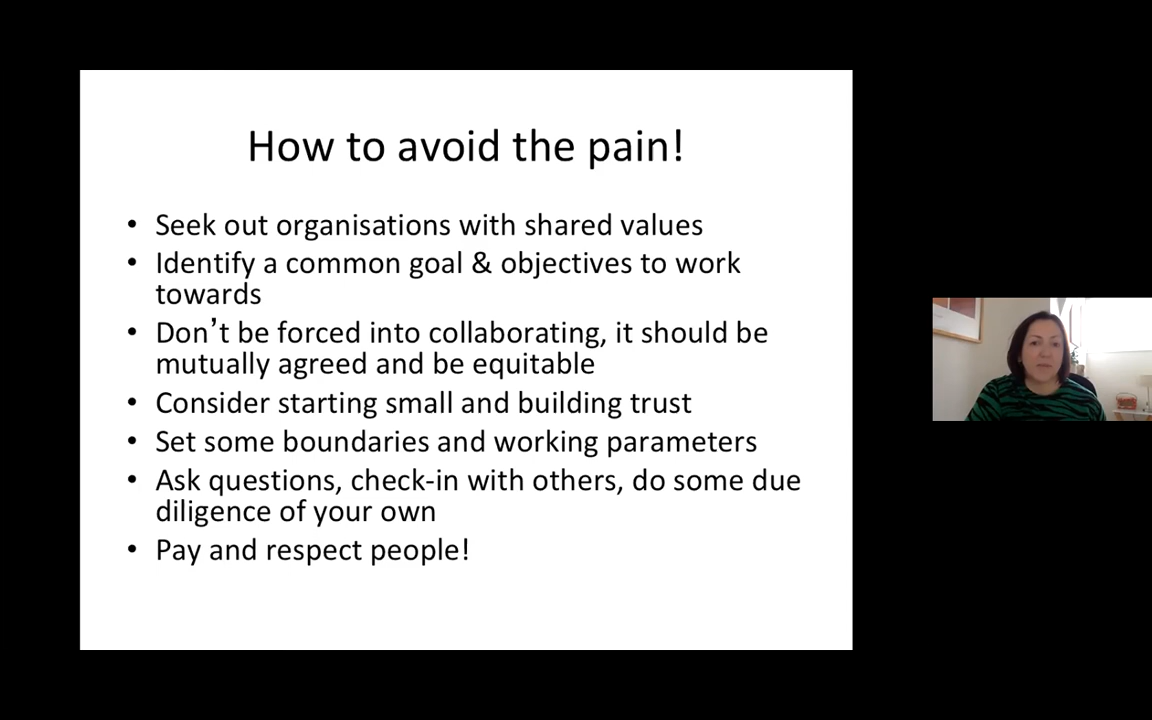 How to avoid the pain!
• Seek out organisations with shared values
• Identify a common goal & objectives to work
towards
• Don’t be forced into collaborating, it should be
mutually agreed and be equitable
• Consider starting small and building trust
• Set some boundaries and working parameters
• Ask questions, check-in with others, do some due
diligence of your own
• Pay and respect people!